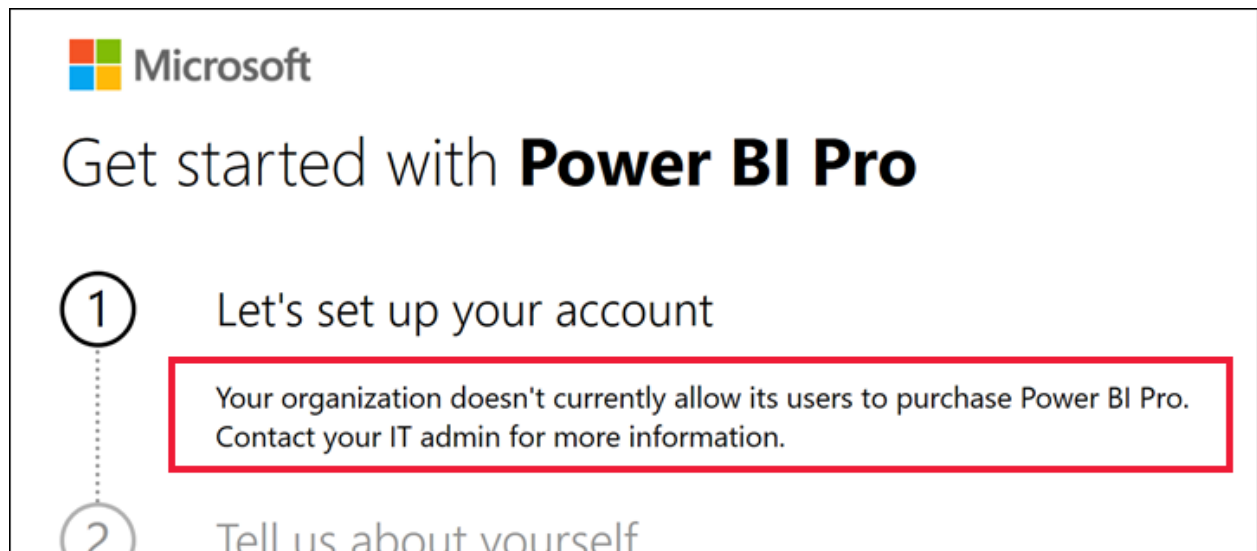 Microsoft
Get started with Power BI Pro
1
Let's set up your account
Your organization doesn't currently allow its users to purchase Power BI Pro.
Contact your IT admin for more information.
2
Tell us about yourself